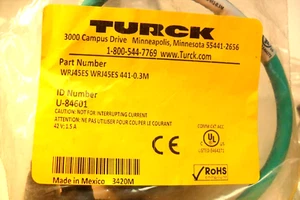 TURCK
3000 Campus Drive Minneapolis, Minnesota 55441-2656
1-800-544-7769 www.Turck.com
Part Number
WRJ45ES WRJ45ES 441-0.3M
ID Number
U-84601
CAUTION: NOT FOR INTERRUPTING CURRENT
ATTENTION: NE PAS UTILISER POUR COUPER LE COURANT
42 V; 1.5 A
Made in Mexico 3420M
RoHS